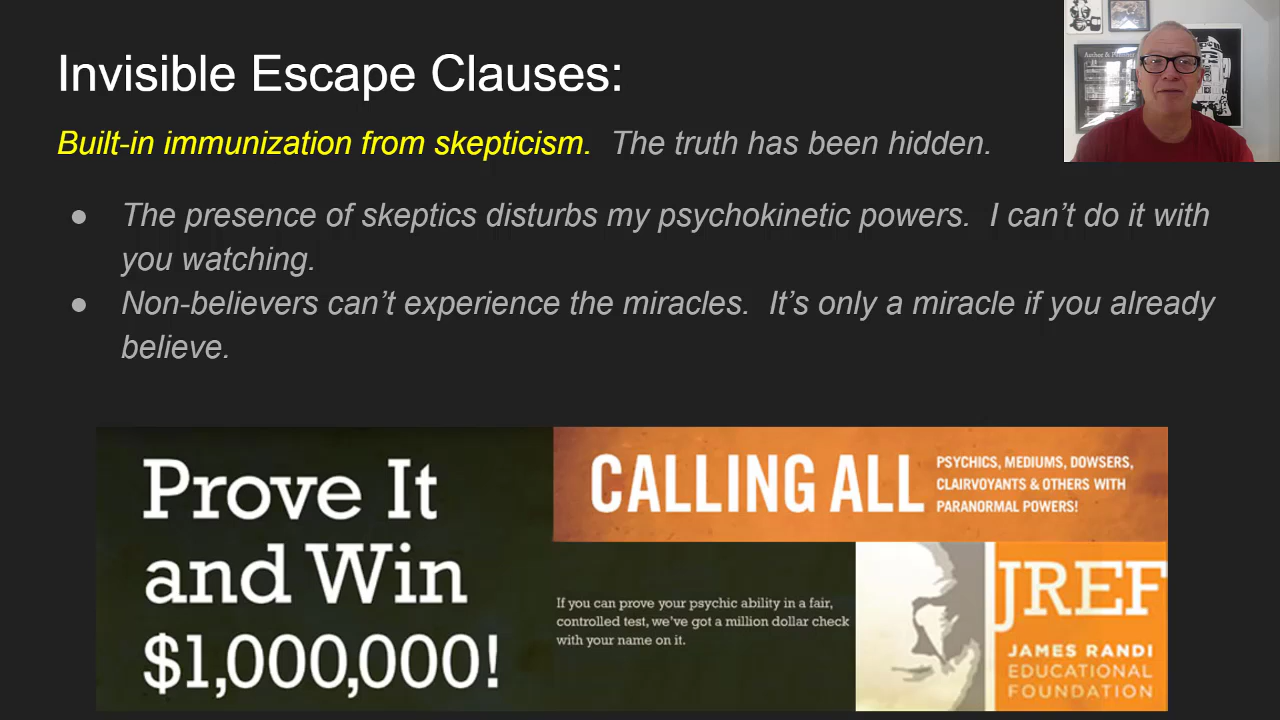 Invisible Escape Clauses:
Built-in immunization from skepticism.  The truth has been hidden.
● The presence of skeptics disturbs my psychokinetic powers.  I can’t do it with
you watching.
● Non-believers can’t experience the miracles.  It’s only a miracle if you already
believe.
Prove It
and Win
$1,000,000!
CALLING ALL
PSYCHICS, MEDIUMS, DOWSERS,
CLAIRVOYANTS & OTHERS WITH
PARANORMAL POWERS!
If you can prove your psychic ability in a fair,
controlled test, we’ve got a million dollar check
with your name on it.
JREF
JAMES RANDI
EDUCATIONAL
FOUNDATION